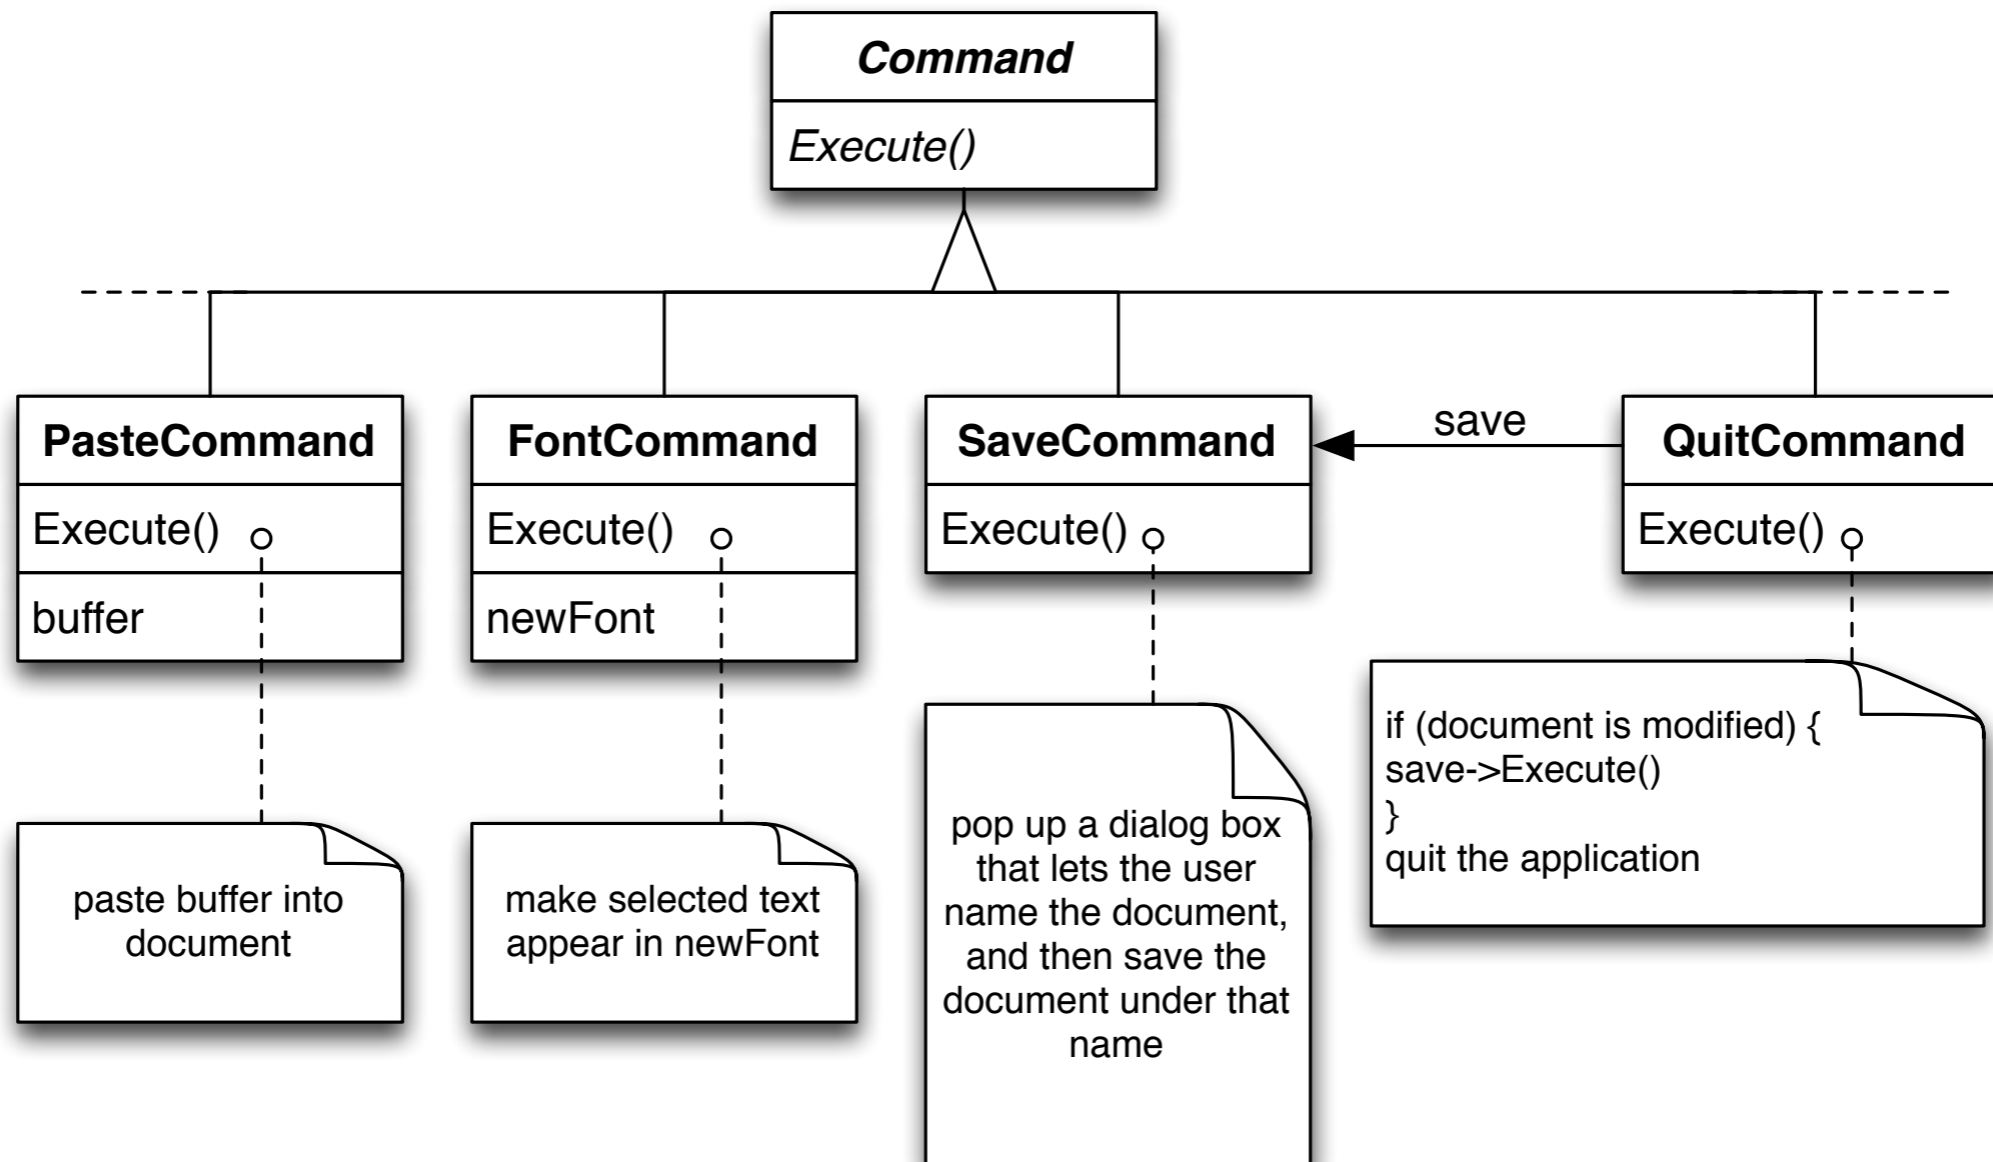 Command
Execute()
PasteCommand
Execute()
buffer
FontCommand
Execute()
newFont
SaveCommand
Execute()
save
QuitCommand
Execute()
paste buffer into
document
make selected text
appear in newFont
pop up a dialog box
that lets the user
name the document,
and then save the
document under that
name
if (document is modified) {
save->Execute()
}
quit the application